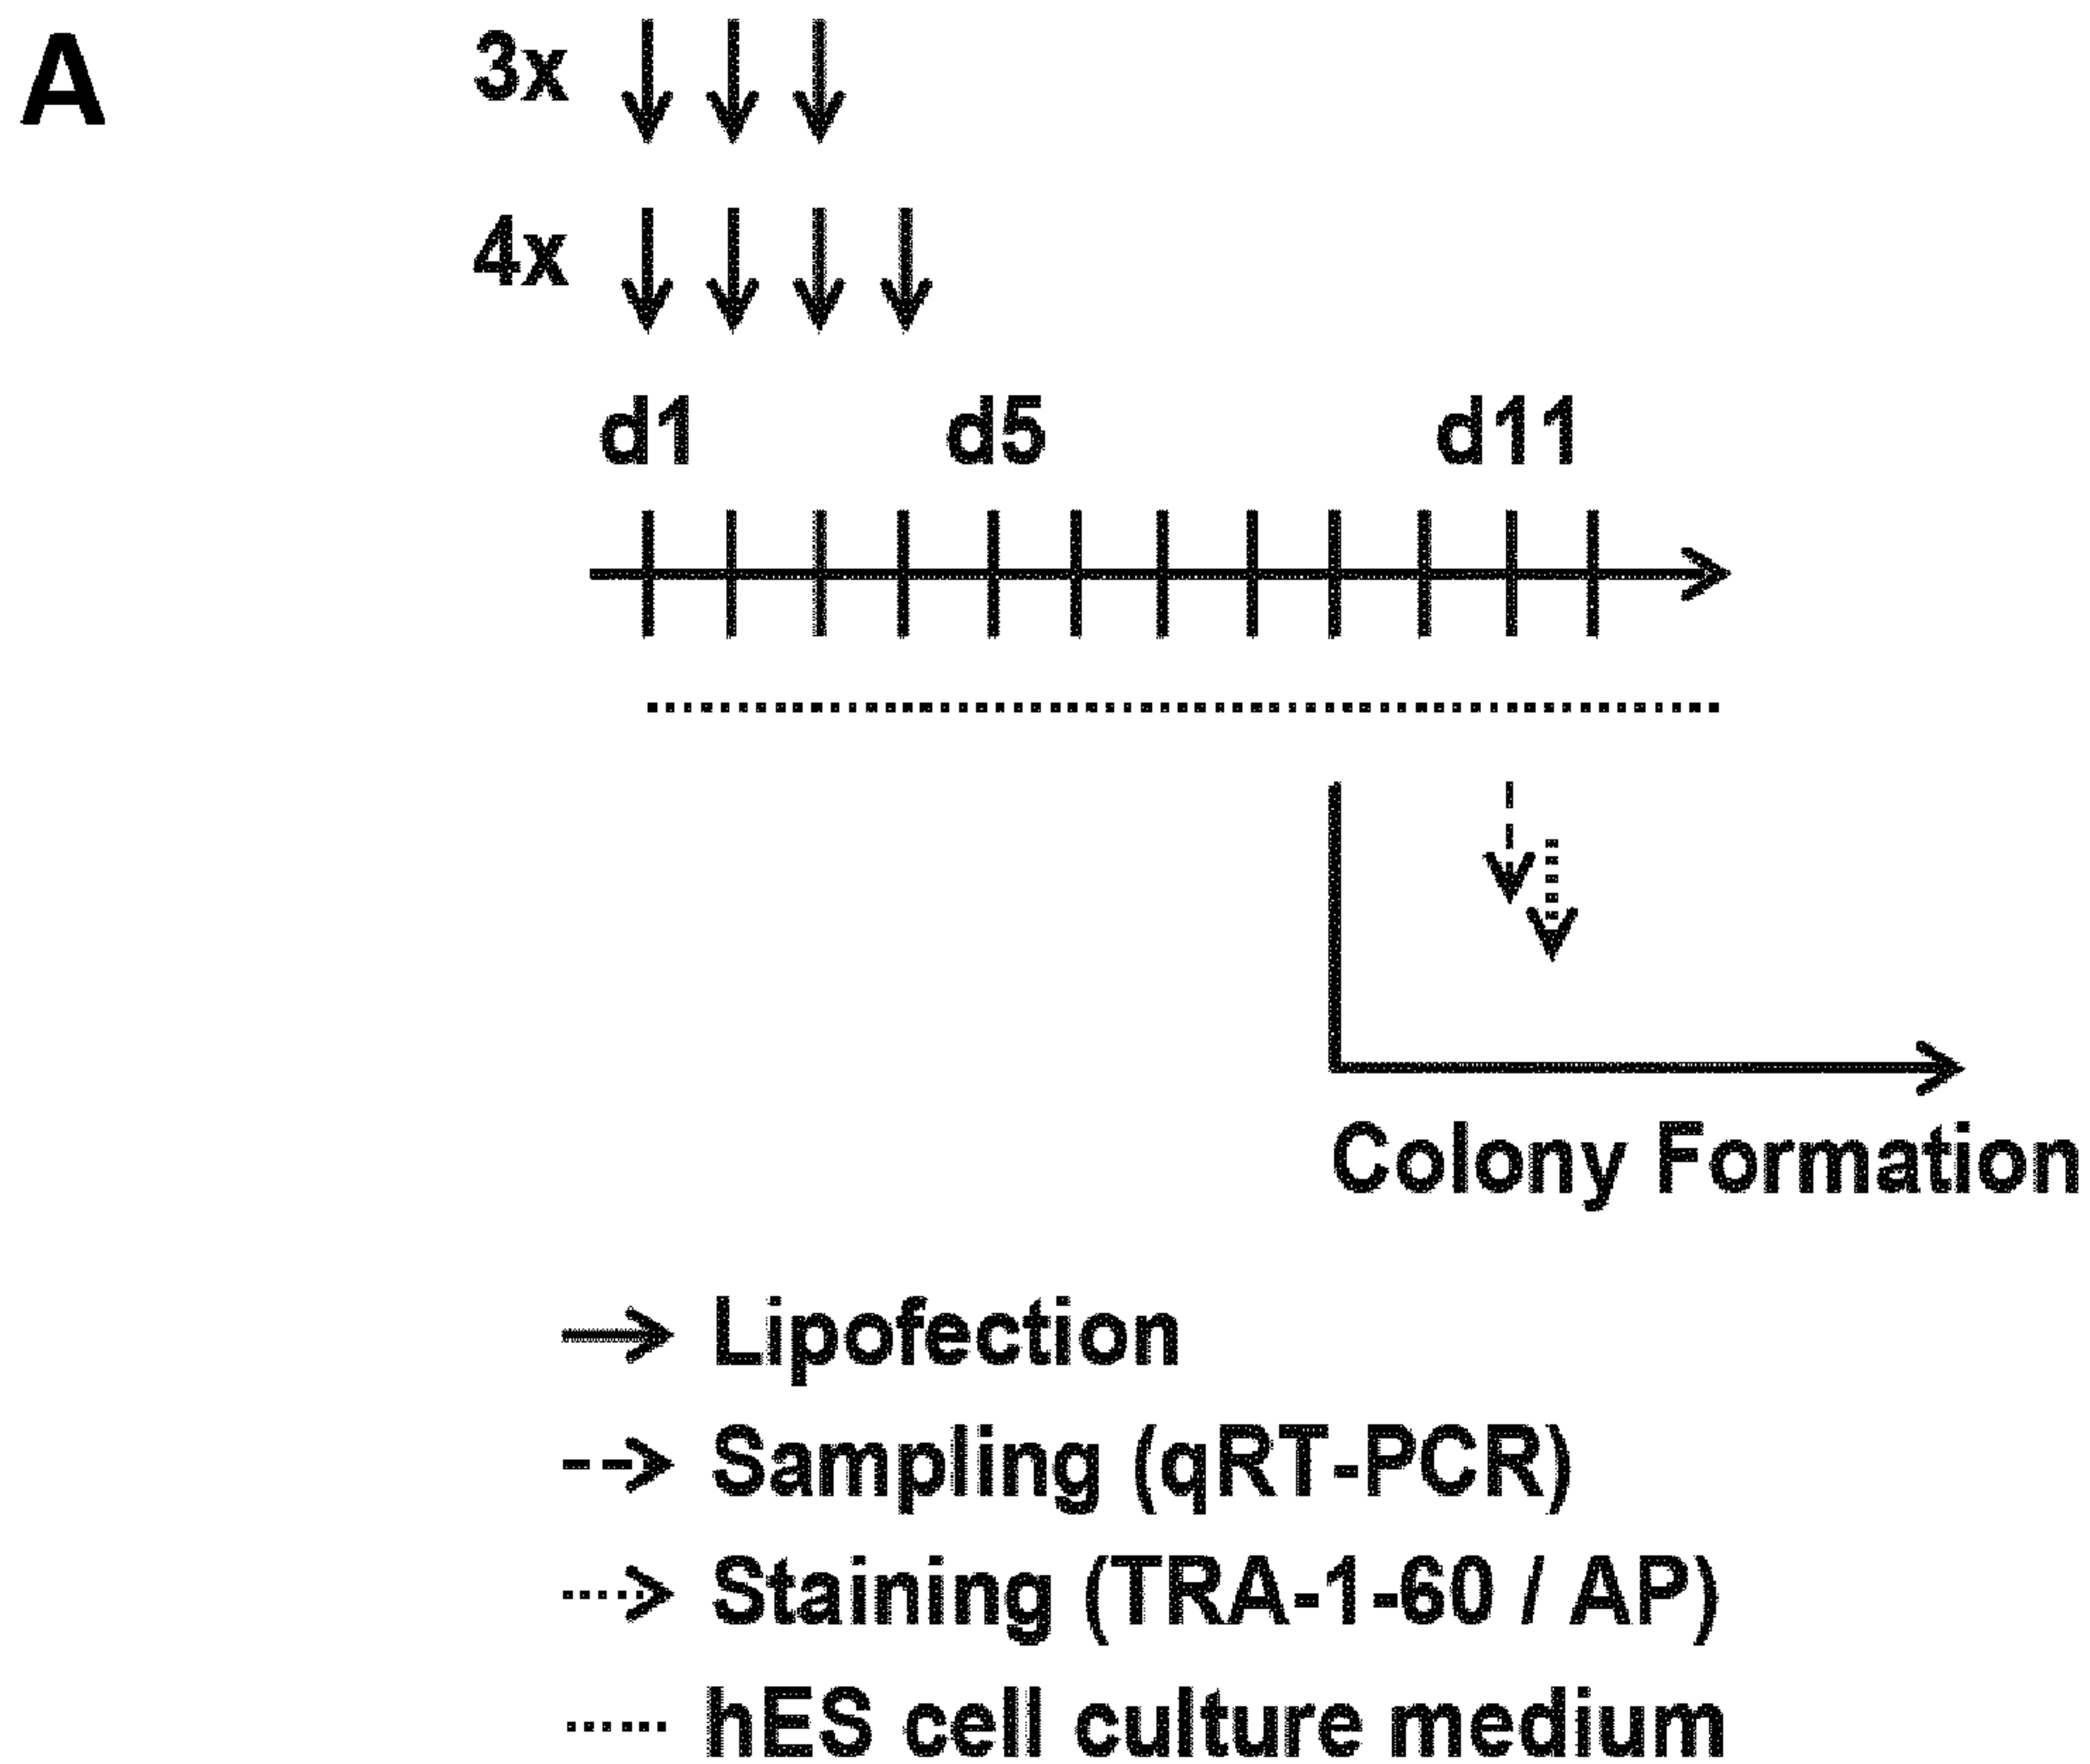 A
3x
4x
d1 d5 d11
Colony Formation
Lipofection
Sampling (qRT-PCR)
Staining (TRA-1-60 / AP)
hES cell culture medium